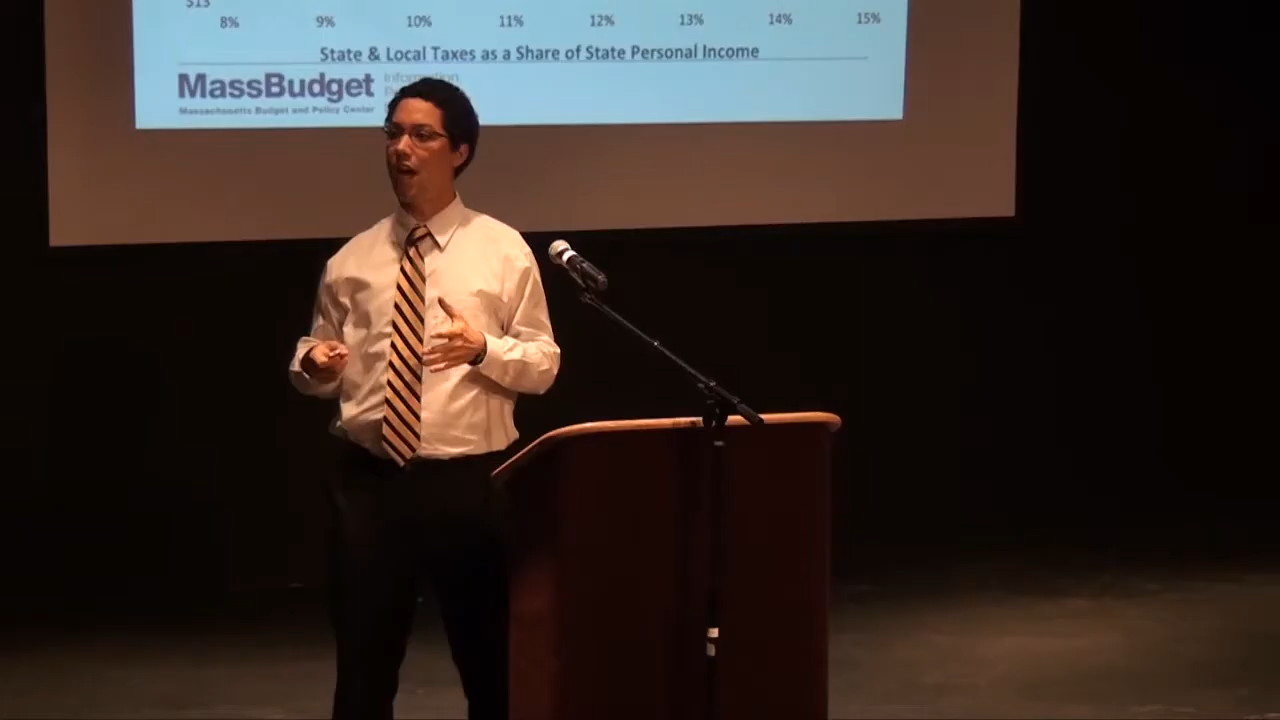 $13
8% 9% 10% 11% 12% 13% 14% 15%
State & Local Taxes as a Share of State Personal Income
MassBudget
Information
Massachusetts Budget and Policy Center